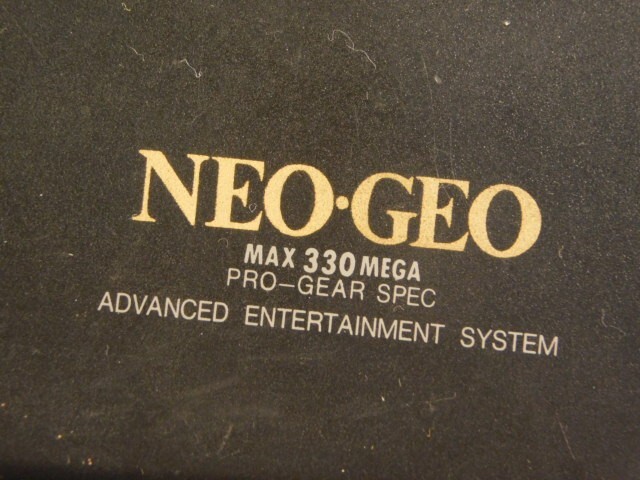 NEO·GEO
MAX 330 MEGA
PRO-GEAR SPEC
ADVANCED ENTERTAINMENT SYSTEM